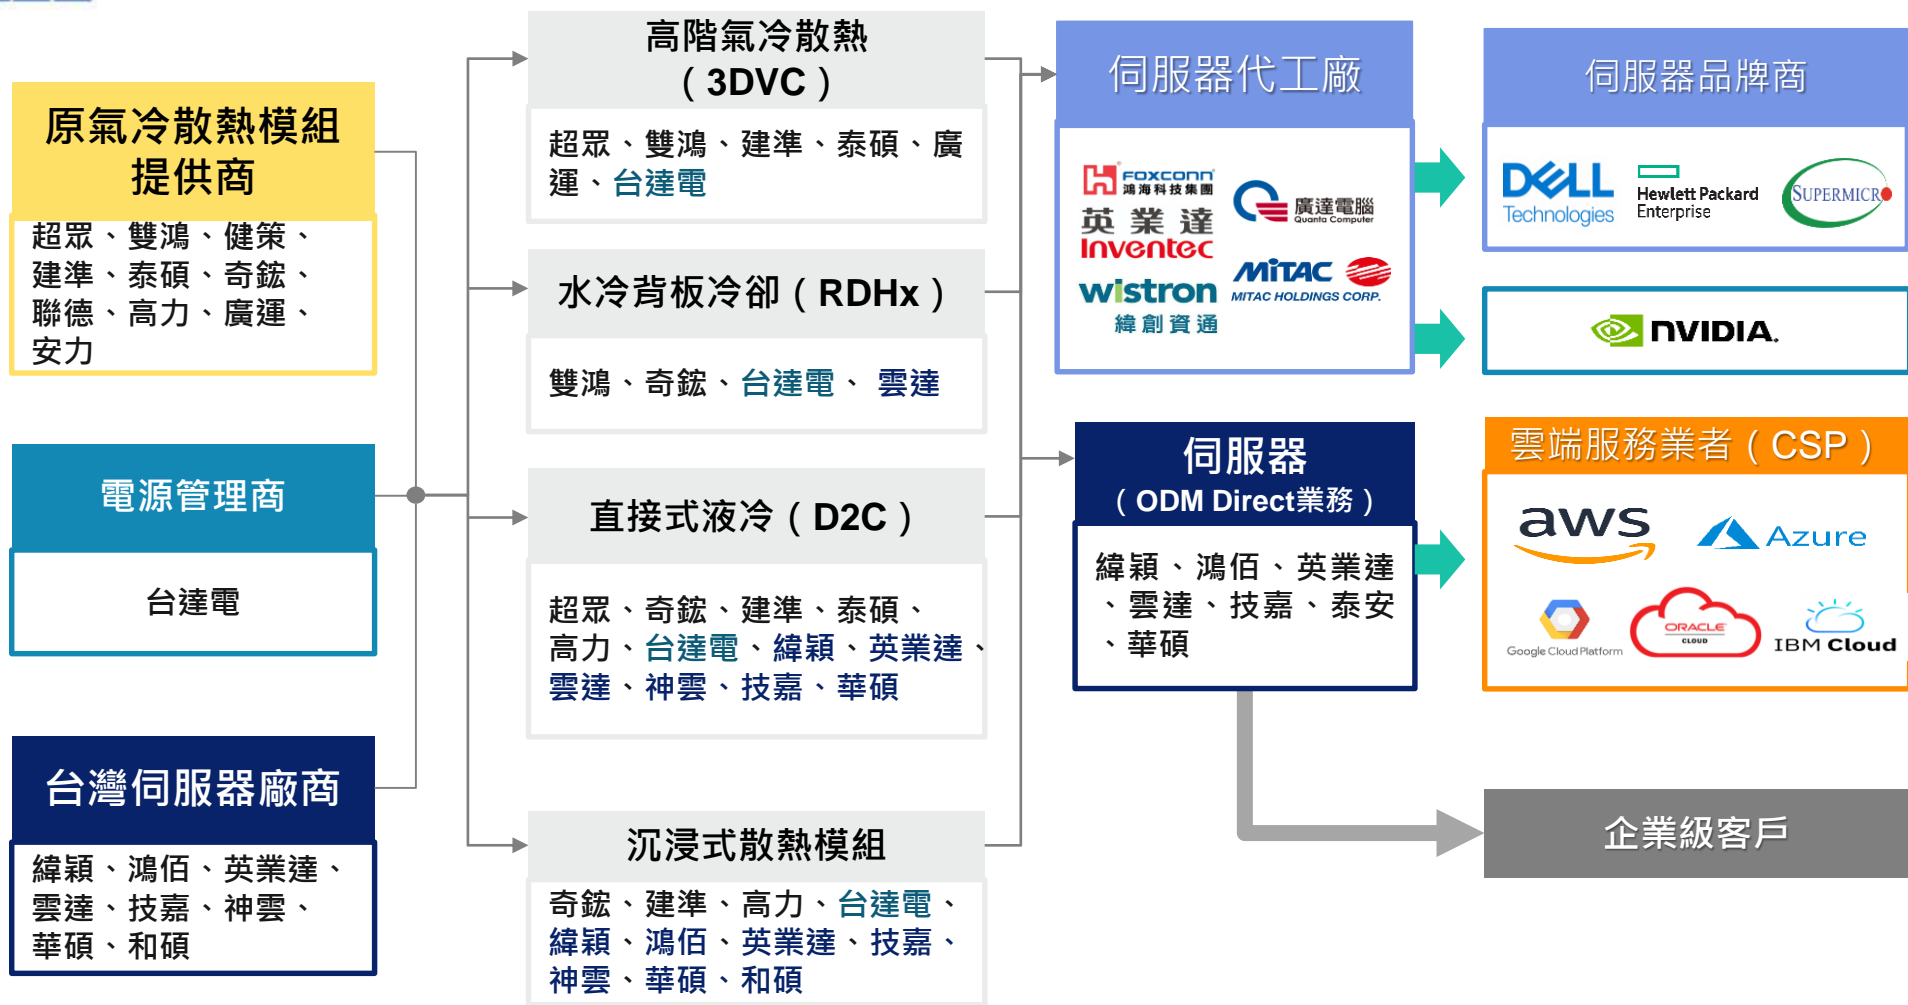 原氣冷散熱模組
提供商
超眾、雙鴻、健策、
建準、泰碩、奇鋐、
聯德、高力、廣運、
安力
電源管理商
台達電
台灣伺服器廠商
緯穎、鴻佰、英業達、
雲達、技嘉、神雲、
華碩、和碩
高階氣冷散熱
（3DVC）
超眾、雙鴻、建準、泰碩、廣
運、台達電
水冷背板冷卻（RDHx）
雙鴻、奇鋐、台達電、 雲達
直接式液冷（D2C）
超眾、奇鋐、建準、泰碩、
高力、台達電、緯穎、英業達、
雲達、神雲、技嘉、華碩
沉浸式散熱模組
奇鋐、建準、高力、台達電、
緯穎、鴻佰、英業達、技嘉、
神雲、華碩、和碩
伺服器代工廠
FOXCONN
鴻海科技集團
英業達
Inventec
wistron
緯創資通
廣達電腦
Quanta Computer
MiTAC
MITAC HOLDINGS CORP.
伺服器
（ODM Direct業務）
緯穎、鴻佰、英業達
、雲達、技嘉、泰安
、華碩
伺服器品牌商
DELL
Technologies
Hewlett Packard
Enterprise
SUPERMICRO
NVIDIA.
雲端服務業者（CSP）
aws
Azure
Google Cloud Platform
ORACLE
CLOUD
IBM Cloud
企業級客戶